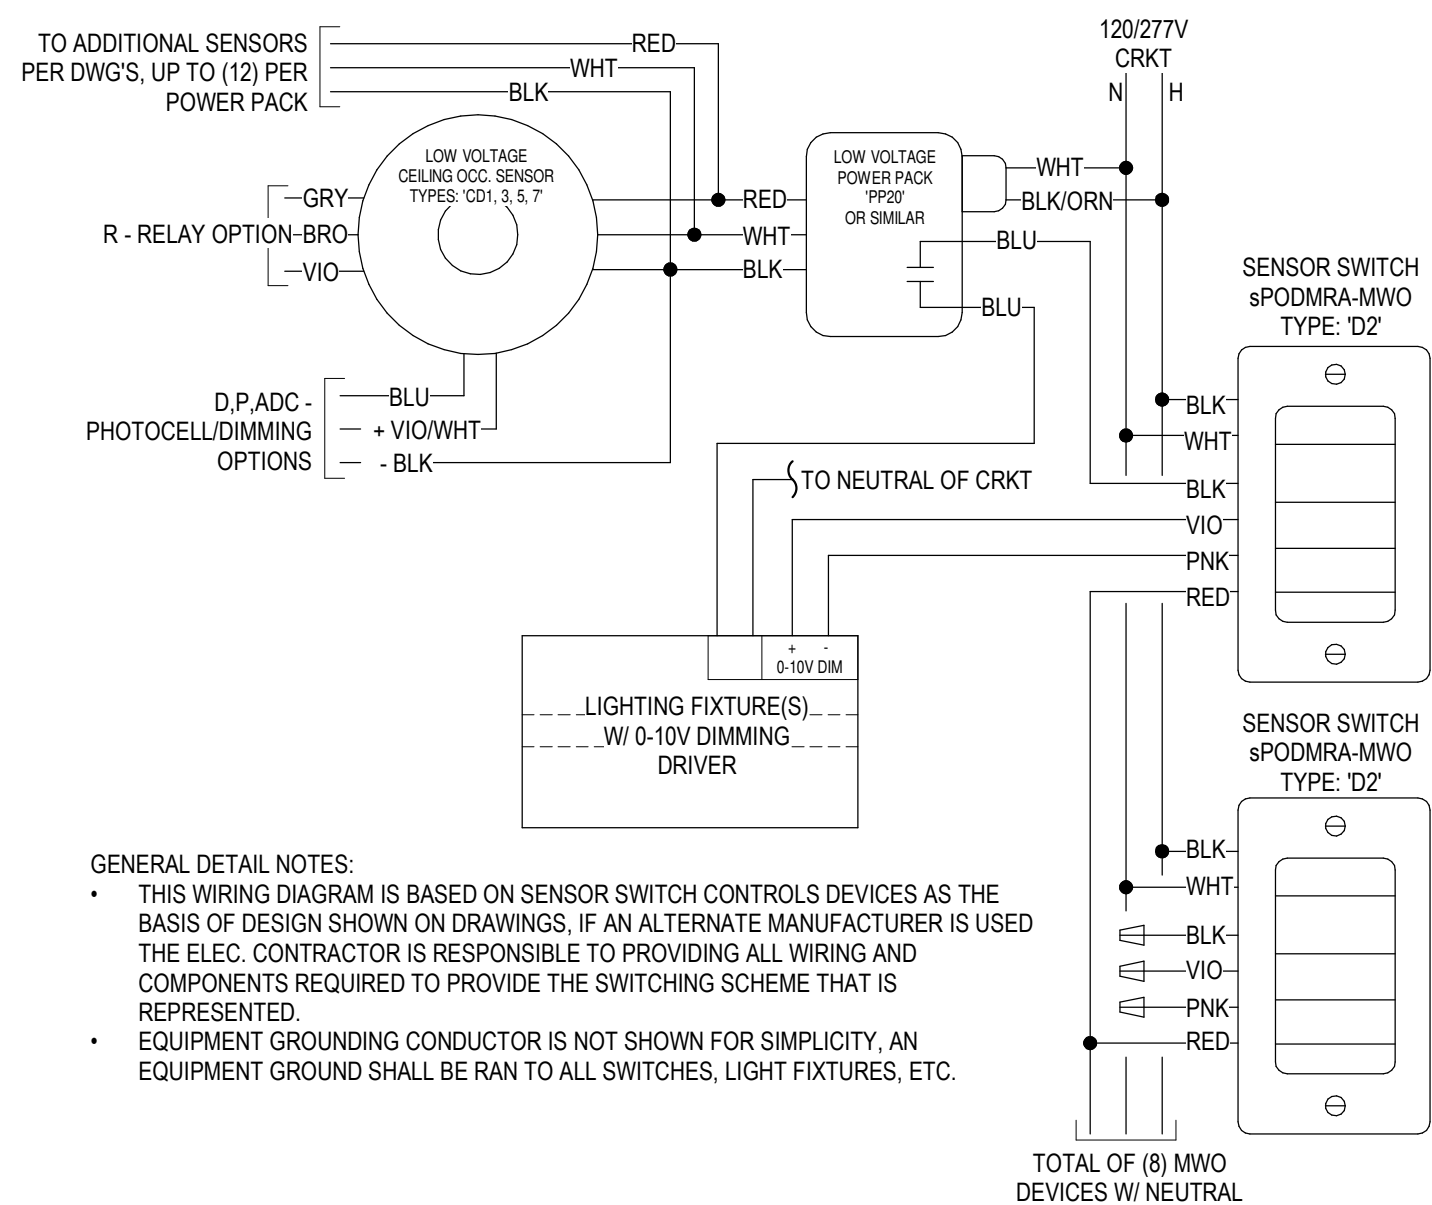 TO ADDITIONAL SENSORS
PER DWG'S, UP TO (12) PER
POWER PACK
RED
WHT
BLK
120/277V
CRKT
N
H
LOW VOLTAGE
CEILING OCC. SENSOR
TYPES: 'CD1, 3, 5, 7'
LOW VOLTAGE
POWER PACK
'PP20'
OR SIMILAR
WHT
BLK/ORN
GRY
R - RELAY OPTION
BRO
VIO
RED
WHT
BLK
BLU
BLU
SENSOR SWITCH
sPODMRA-MWO
TYPE: 'D2'
D,P,ADC -
PHOTOCELL/DIMMING
OPTIONS
BLU
+ VIO/WHT
- BLK
TO NEUTRAL OF CRKT
BLK
WHT
BLK
VIO
PNK
RED
+ -
0-10V DIM
LIGHTING FIXTURE(S)
W/ 0-10V DIMMING
DRIVER
SENSOR SWITCH
sPODMRA-MWO
TYPE: 'D2'
BLK
WHT
BLK
VIO
PNK
RED
GENERAL DETAIL NOTES:
• THIS WIRING DIAGRAM IS BASED ON SENSOR SWITCH CONTROLS DEVICES AS THE
BASIS OF DESIGN SHOWN ON DRAWINGS, IF AN ALTERNATE MANUFACTURER IS USED
THE ELEC. CONTRACTOR IS RESPONSIBLE TO PROVIDING ALL WIRING AND
COMPONENTS REQUIRED TO PROVIDE THE SWITCHING SCHEME THAT IS
REPRESENTED.
• EQUIPMENT GROUNDING CONDUCTOR IS NOT SHOWN FOR SIMPLICITY, AN
EQUIPMENT GROUND SHALL BE RAN TO ALL SWITCHES, LIGHT FIXTURES, ETC.
TOTAL OF (8) MWO
DEVICES W/ NEUTRAL